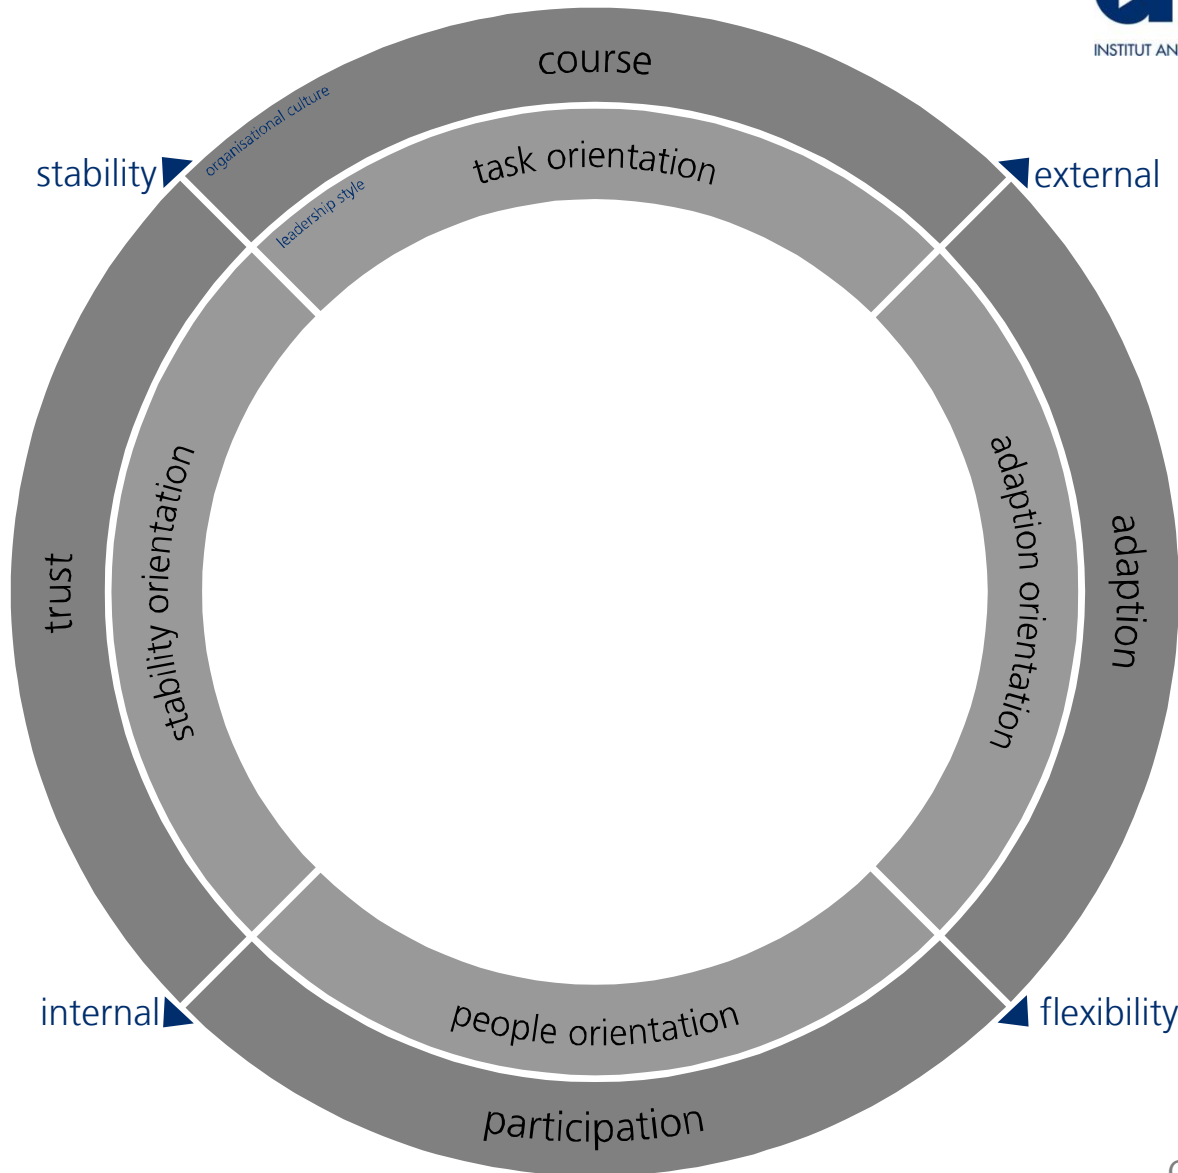 INSTITUT AN
course
organisational culture
stability
external
task orientation
leadership style
stability orientation
trust
adaption orientation
adaption
internal
flexibility
people orientation
participation